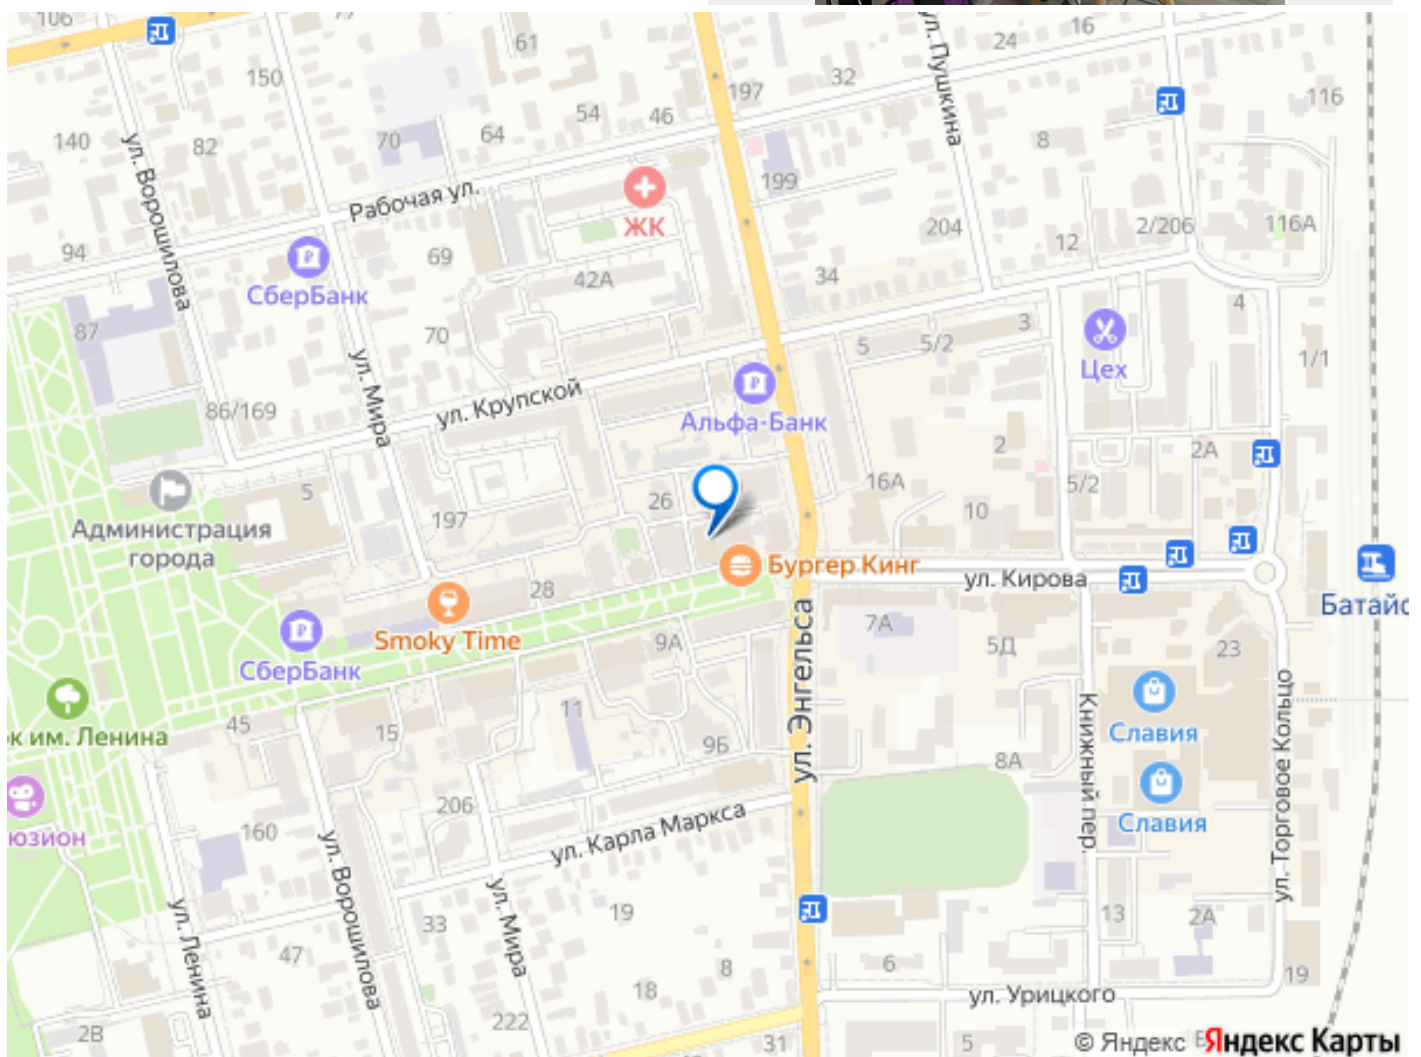 106
77
61
ул. Пушкина
24
16
150
197
32
116
54
46
64
140
82
70
8
ул. Ворошилова
199
Рабочая ул.
ЖК
204
12
2/206
116А
94
69
СберБанк
42А
34
4
87
70
3
5
5/2
1/1
ул. Мира
Цех
86/169
ул. Крупской
Альфа-Банк
2
2А
5
26
16А
5/2
Администрация
города
197
10
28
Бургер Кинг
ул. Кирова
Батайс
Smoky Time
СберБанк
9А
7А
5Д
23
ул. Энгельса
11
Славия
к им. Ленина
45
15
9Б
8А
Книжный пер.
ул. Торговое Кольцо
юзион
206
160
ул. Карла Маркса
Славия
ул. Ленина
ул. Ворошилова
33
ул. Мира
19
13
2А
47
8
6
19
18
ул. Урицкого
2В
222
31
5
© Яндекс
Яндекс Карты